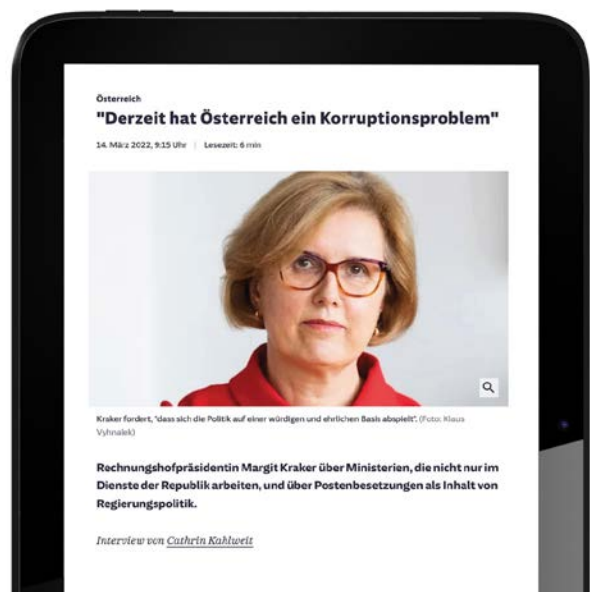 Österreich
"Derzeit hat Österreich ein Korruptionsproblem"
14. März 2022, 9:15 Uhr | Lesezeit: 6 min
Kraker fordert, "dass sich die Politik auf einer würdigen und ehrlichen Basis abspielt". (Foto: Klaus
Vyhnalek)
Rechnungshofpräsidentin Margit Kraker über Ministerien, die nicht nur im
Dienste der Republik arbeiten, und über Postenbesetzungen als Inhalt von
Regierungspolitik.
Interview von Cathrin Kahlweit